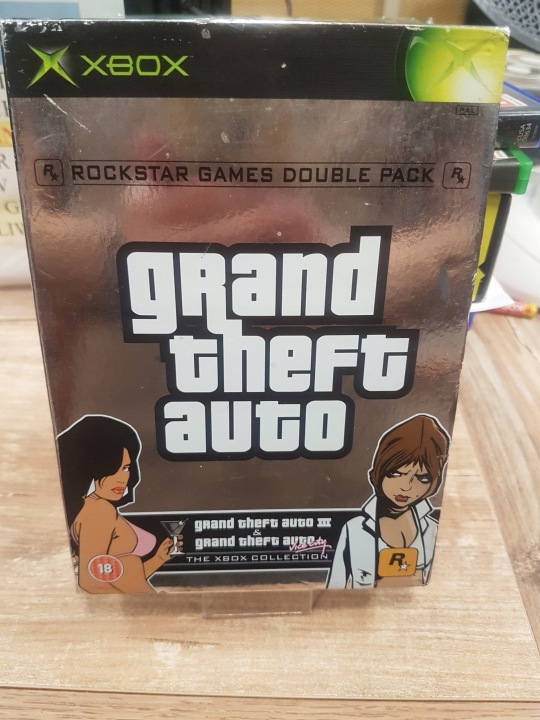 XBOX
PAL
ROCKSTAR GAMES DOUBLE PACK
grand
theft
auto
grand theft auto III
&
grand theft auto
Vice City
THE XBOX COLLECTION
18
R